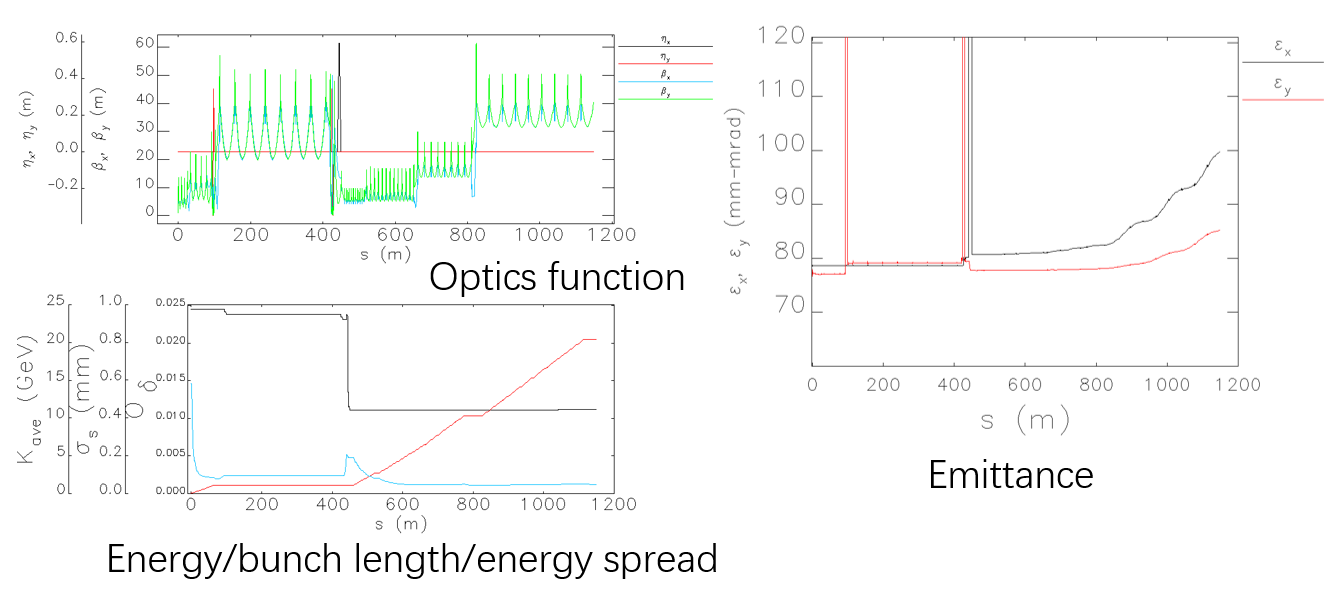 0.6
0.4
0.2
0.0
−0.2
ηx, ηy (m)
60
50
40
30
20
10
0
βx, βy (m)
0 200 400 600 800 1000 1200
s (m)
ηx
ηy
βx
βy
Optics function
25
20
15
10
5
0
Kave (GeV)
1.0
0.8
0.6
0.4
0.2
0.0
σs (mm)
0.025
0.020
0.015
0.010
0.005
0.000
δ
0 200 400 600 800 1000 1200
s (m)
Energy/bunch length/energy spread
120
110
100
90
80
70
εx, εy (mm−mrad)
0 200 400 600 800 1000 1200
s (m)
εx
εy
Emittance